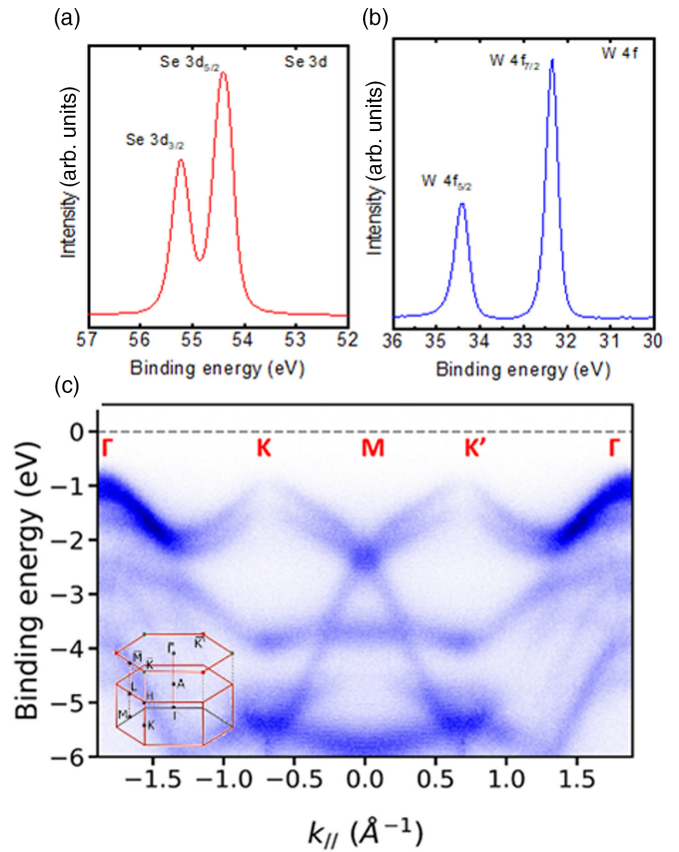 (a)
Se 3d5/2
Se 3d
Se 3d3/2
Intensity (arb. units)
57 56 55 54 53 52
Binding energy (eV)
(b)
W 4f7/2
W 4f
W 4f5/2
Intensity (arb. units)
36 35 34 33 32 31 30
Binding energy (eV)
(c)
Binding energy (eV)
0
−1
−2
−3
−4
−5
−6
Γ K M K’ Γ
M̅ K̅ Γ̅ K̅'
L H A
M K Γ
−1.5 −1.0 −0.5 0.0 0.5 1.0 1.5
k// (Å⁻¹)